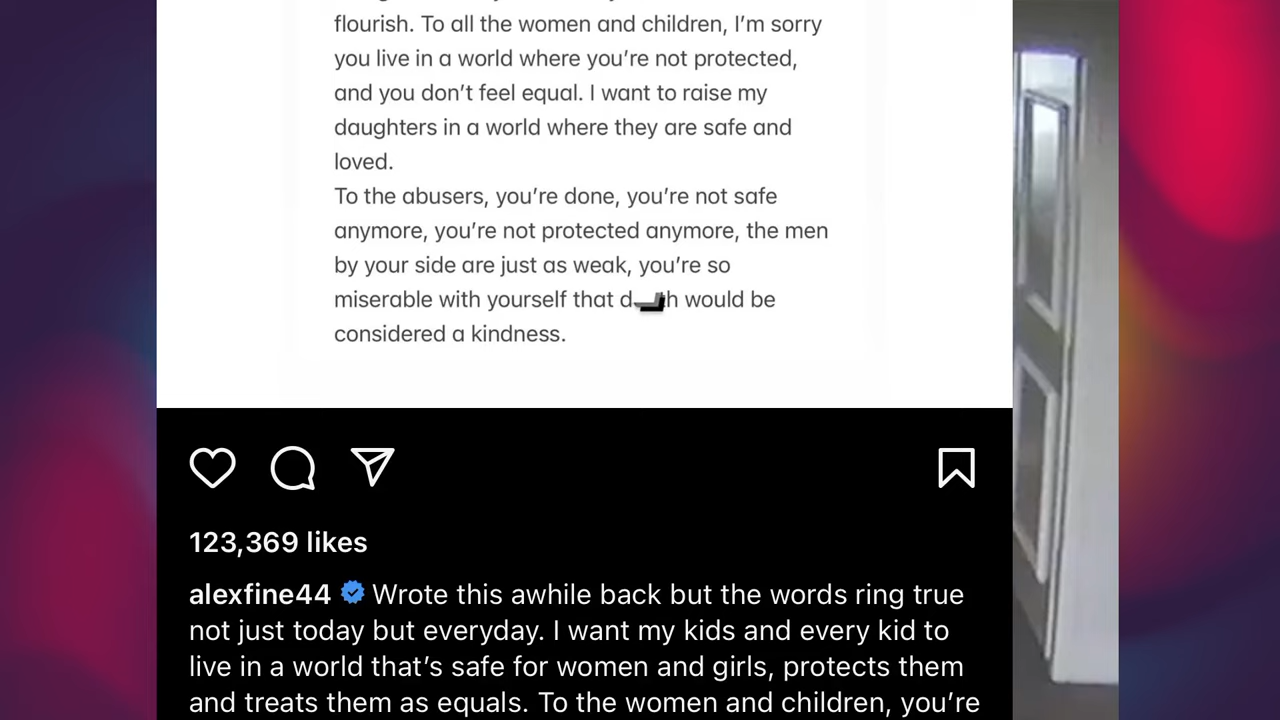 flourish. To all the women and children, I’m sorry
you live in a world where you’re not protected,
and you don’t feel equal. I want to raise my
daughters in a world where they are safe and
loved.
To the abusers, you’re done, you’re not safe
anymore, you’re not protected anymore, the men
by your side are just as weak, you’re so
miserable with yourself that would be
considered a kindness.
123,369 likes
alexfine44 Wrote this awhile back but the words ring true
not just today but everyday. I want my kids and every kid to
live in a world that’s safe for women and girls, protects them
and treats them as equals. To the women and children, you’re